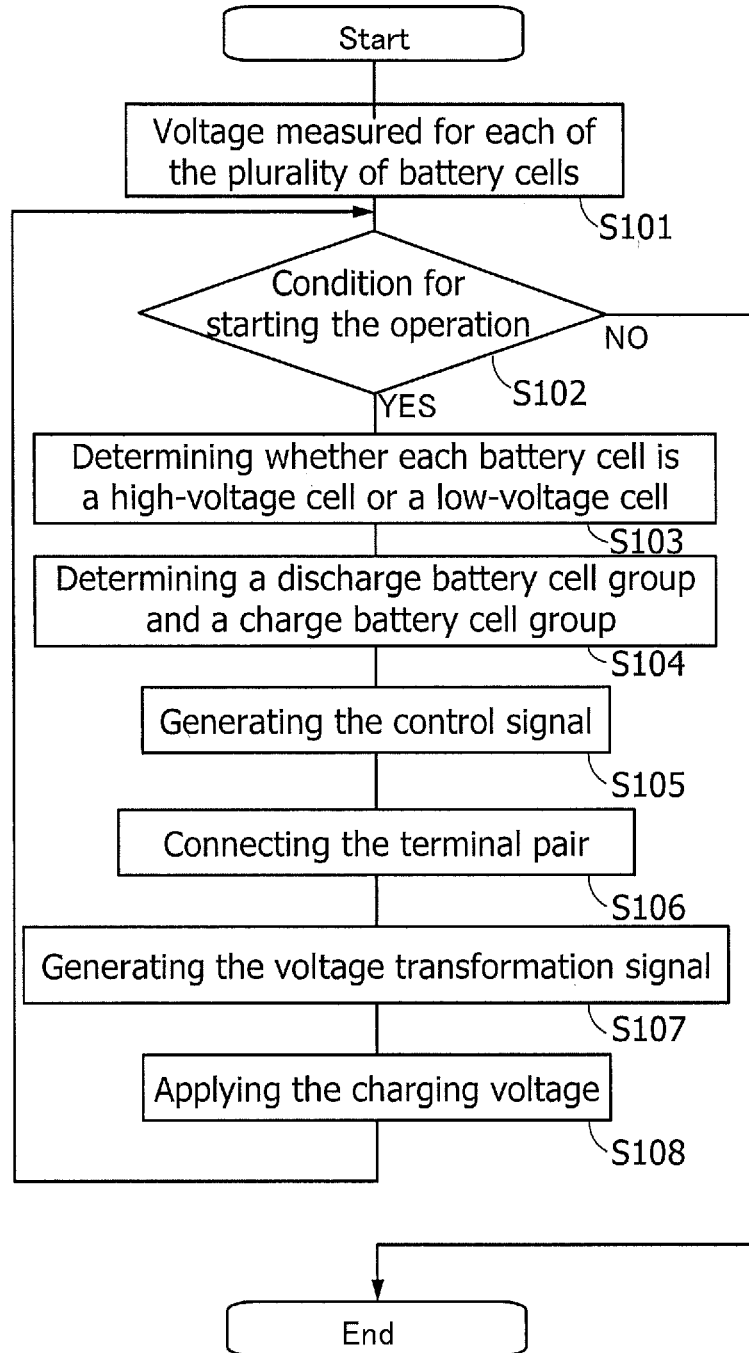 Start
Voltage measured for each of
the plurality of battery cells
S101
Condition for
starting the operation
NO
S102
YES
Determining whether each battery cell is
a high-voltage cell or a low-voltage cell
S103
Determining a discharge battery cell group
and a charge battery cell group
S104
Generating the control signal
S105
Connecting the terminal pair
S106
Generating the voltage transformation signal
S107
Applying the charging voltage
S108
End